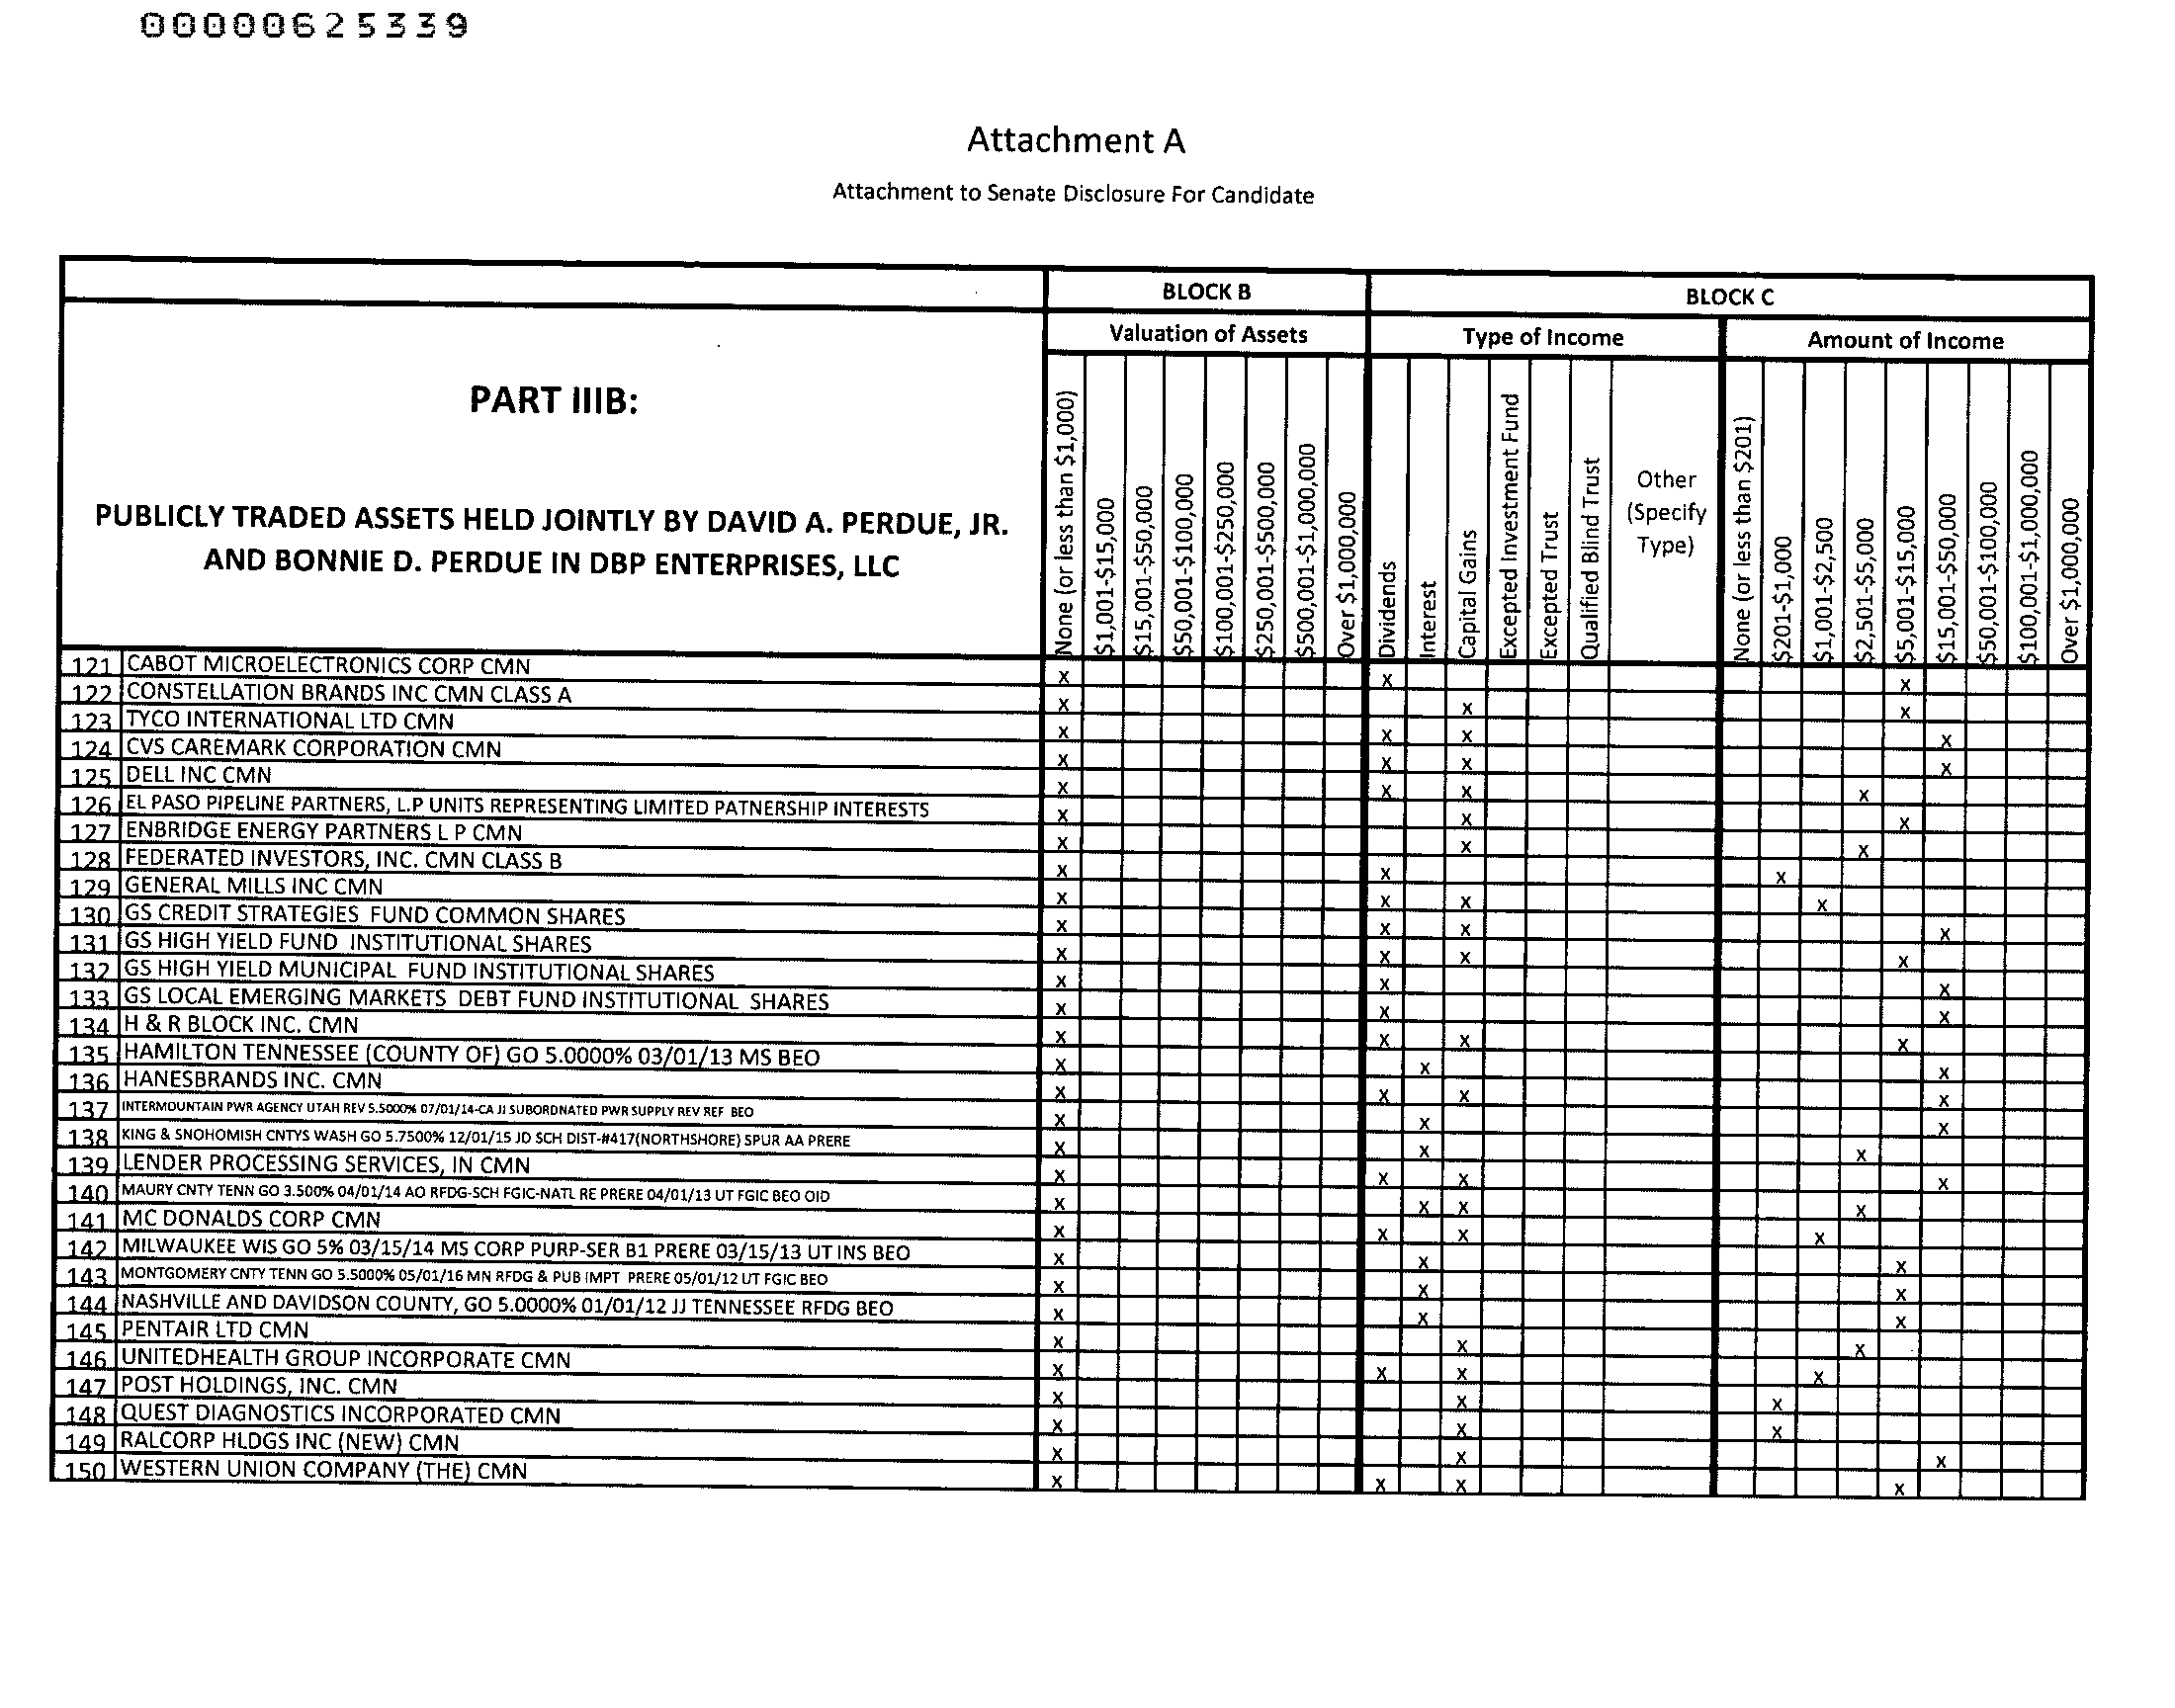 00000625339
Attachment A
Attachment to Senate Disclosure For Candidate
BLOCK B BLOCK C
Valuation of Assets Type of Income Amount of Income
PART IIIB:
PUBLICLY TRADED ASSETS HELD JOINTLY BY DAVID A. PERDUE, JR.
AND BONNIE D. PERDUE IN DBP ENTERPRISES, LLC
None (or less than $1,000)
$1,001-$15,000
$15,001-$50,000
$50,001-$100,000
$100,001-$250,000
$250,001-$500,000
$500,001-$1,000,000
Over $1,000,000
Dividends
Interest
Capital Gains
Excepted Investment Fund
Excepted Trust
Qualified Blind Trust
Other
(Specify
Type)
None (or less than $201)
$201-$1,000
$1,001-$2,500
$2,501-$5,000
$5,001-$15,000
$15,001-$50,000
$50,001-$100,000
$100,001-$1,000,000
Over $1,000,000
121 CABOT MICROELECTRONICS CORP CMN x x x
122 CONSTELLATION BRANDS INC CMN CLASS A x x x
123 TYCO INTERNATIONAL LTD CMN x x x x
124 CVS CAREMARK CORPORATION CMN x x x x
125 DELL INC CMN x x x x
126 EL PASO PIPELINE PARTNERS, L.P UNITS REPRESENTING LIMITED PATNERSHIP INTERESTS x x x
127 ENBRIDGE ENERGY PARTNERS L P CMN x x x
128 FEDERATED INVESTORS, INC. CMN CLASS B x x x
129 GENERAL MILLS INC CMN x x x x
130 GS CREDIT STRATEGIES FUND COMMON SHARES x x x x
131 GS HIGH YIELD FUND INSTITUTIONAL SHARES x x x x
132 GS HIGH YIELD MUNICIPAL FUND INSTITUTIONAL SHARES x x x
133 GS LOCAL EMERGING MARKETS DEBT FUND INSTITUTIONAL SHARES x x x
134 H & R BLOCK INC. CMN x x x x
135 HAMILTON TENNESSEE (COUNTY OF) GO 5.0000% 03/01/13 MS BEO x x x
136 HANESBRANDS INC. CMN x x x x
137 INTERMOUNTAIN PWR AGENCY UTAH REV 5.5000% 07/01/14-CA JJ SUBORDNATED PWR SUPPLY REV REF BEO x x x
138 KING & SNOHOMISH CNTYS WASH GO 5.7500% 12/01/15 JD SCH DIST-#417(NORTHSHORE) SPUR AA PRERE x x x
139 LENDER PROCESSING SERVICES, IN CMN x x x x
140 MAURY CNTY TENN GO 3.500% 04/01/14 AO RFDG-SCH FGIC-NATL RE PRERE 04/01/13 UT FGIC BEO OID x x x x
141 MC DONALDS CORP CMN x x x x
142 MILWAUKEE WIS GO 5% 03/15/14 MS CORP PURP-SER B1 PRERE 03/15/13 UT INS BEO x x x
143 MONTGOMERY CNTY TENN GO 5.5000% 05/01/16 MN RFDG & PUB IMPT PRERE 05/01/12 UT FGIC BEO x x x
144 NASHVILLE AND DAVIDSON COUNTY, GO 5.0000% 01/01/12 JJ TENNESSEE RFDG BEO x x x
145 PENTAIR LTD CMN x x x
146 UNITEDHEALTH GROUP INCORPORATE CMN x x x x
147 POST HOLDINGS, INC. CMN x x x
148 QUEST DIAGNOSTICS INCORPORATED CMN x x x
149 RALCORP HLDGS INC (NEW) CMN x x x
150 WESTERN UNION COMPANY (THE) CMN x x x x